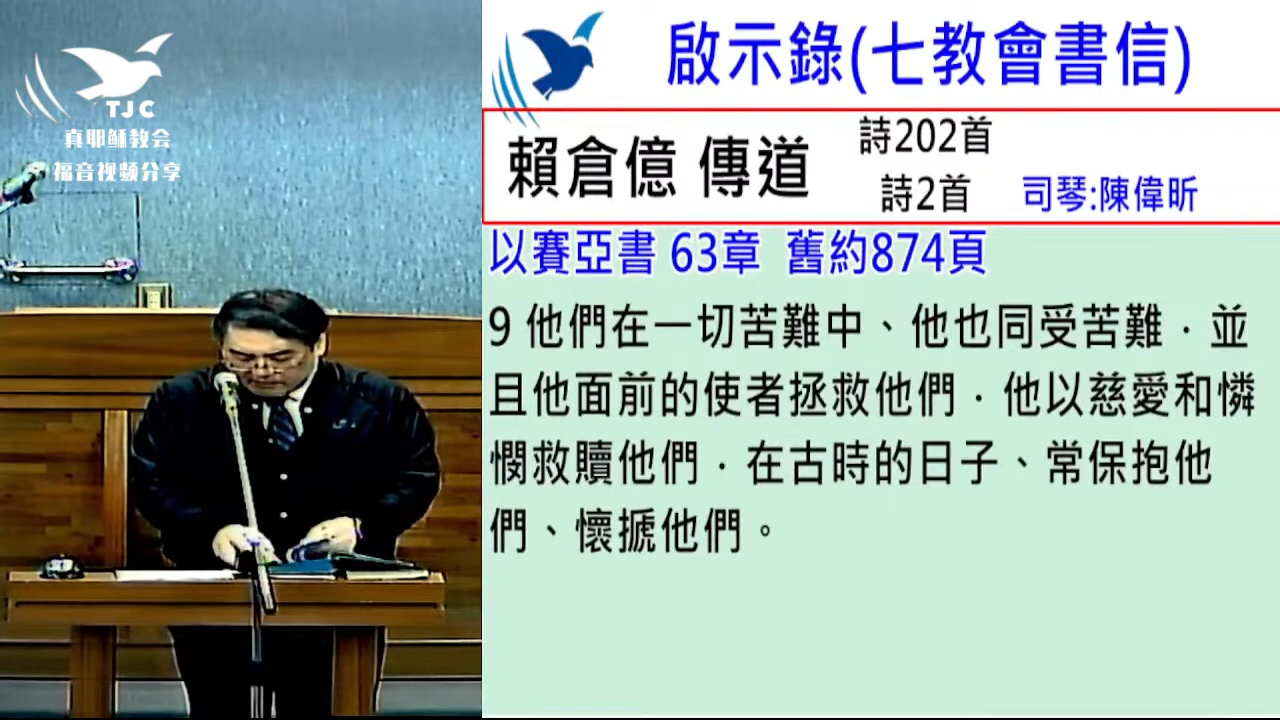 TJC
真耶穌教会
福音视频分享
啟示錄(七教會書信)
賴倉億 傳道
詩202首
詩2首
司琴:陳偉昕
以賽亞書 63章 舊約874頁
9 他們在一切苦難中、他也同受苦難．並
且他面前的使者拯救他們．他以慈愛和憐
憫救贖他們．在古時的日子、常保抱他
們、懷搋他們。